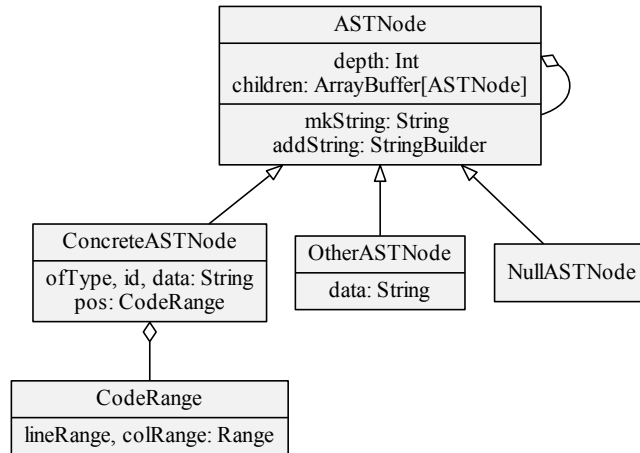 ASTNode
depth: Int
children: ArrayBuffer[ASTNode]
mkString: String
addString: StringBuilder
ConcreteASTNode
ofType, id, data: String
pos: CodeRange
OtherASTNode
data: String
NullASTNode
CodeRange
lineRange, colRange: Range